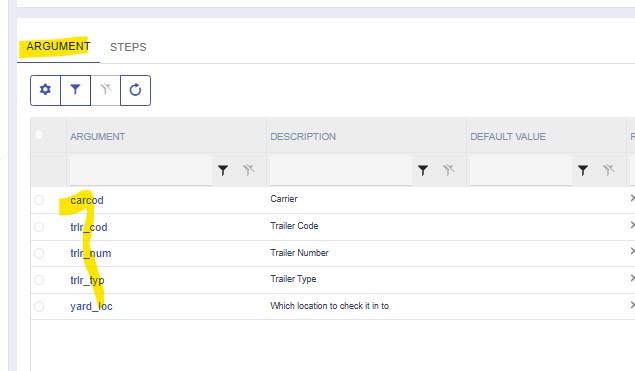 ARGUMENT STEPS
ARGUMENT DESCRIPTION DEFAULT VALUE
carcod Carrier
trlr_cod Trailer Code
trlr_num Trailer Number
trlr_typ Trailer Type
yard_loc Which location to check it in to